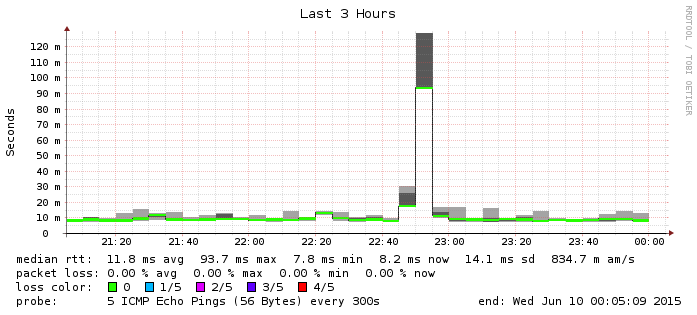 Last 3 Hours
RRDTOOL / TOBI OETIKER
Seconds
120 m
110 m
100 m
90 m
80 m
70 m
60 m
50 m
40 m
30 m
20 m
10 m
0
21:20 21:40 22:00 22:20 22:40 23:00 23:20 23:40 00:00
median rtt: 11.8 ms avg 93.7 ms max 7.8 ms min 8.2 ms now 14.1 ms sd 834.7 m am/s
packet loss: 0.00 % avg 0.00 % max 0.00 % min 0.00 % now
loss color: 0 1/5 2/5 3/5 4/5
probe: 5 ICMP Echo Pings (56 Bytes) every 300s end: Wed Jun 10 00:05:09 2015